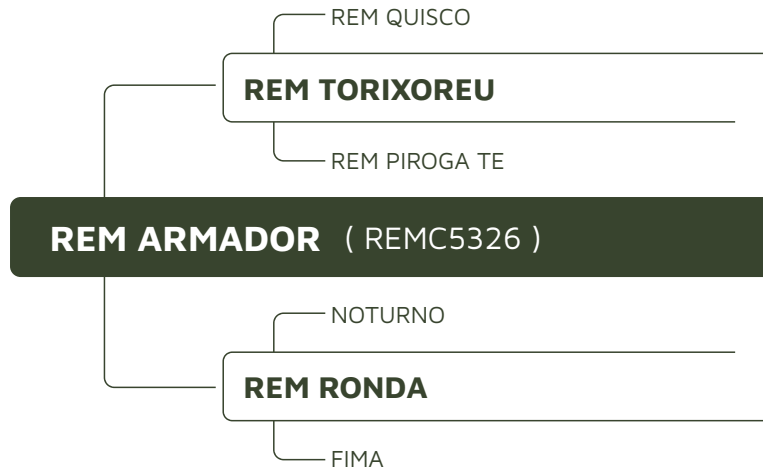 REM QUISCO
REM TORIXOREU
REM PIROGA TE
REM ARMADOR ( REMC5326 )
NOTURNO
REM RONDA
FIMA